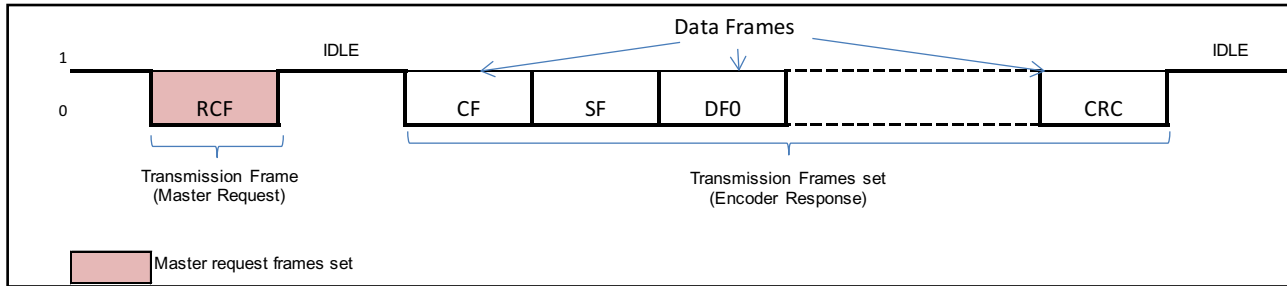 Data Frames
IDLE
IDLE
1
0
RCF
CF
SF
DF0
CRC
Transmission Frame
(Master Request)
Transmission Frames set
(Encoder Response)
Master request frames set